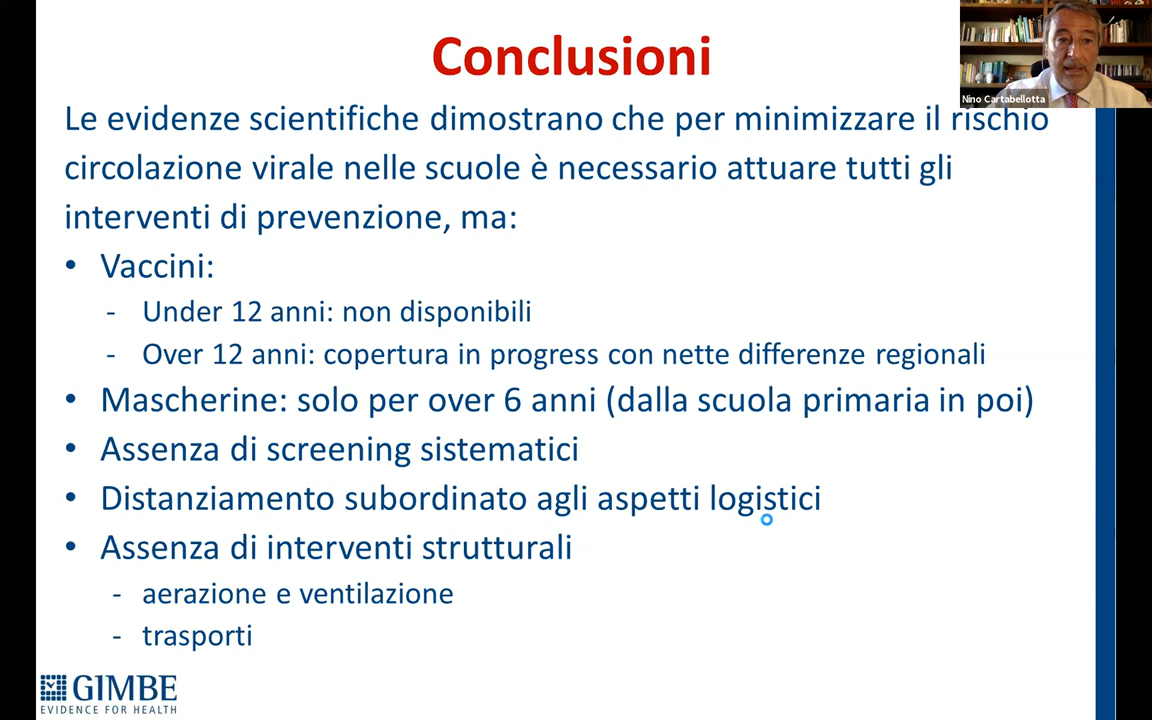 Conclusioni
Nino Cartabellotta
Le evidenze scientifiche dimostrano che per minimizzare il rischio
circolazione virale nelle scuole è necessario attuare tutti gli
interventi di prevenzione, ma:
• Vaccini:
- Under 12 anni: non disponibili
- Over 12 anni: copertura in progress con nette differenze regionali
• Mascherine: solo per over 6 anni (dalla scuola primaria in poi)
• Assenza di screening sistematici
• Distanziamento subordinato agli aspetti logistici
• Assenza di interventi strutturali
- aerazione e ventilazione
- trasporti
GIMBE
EVIDENCE FOR HEALTH